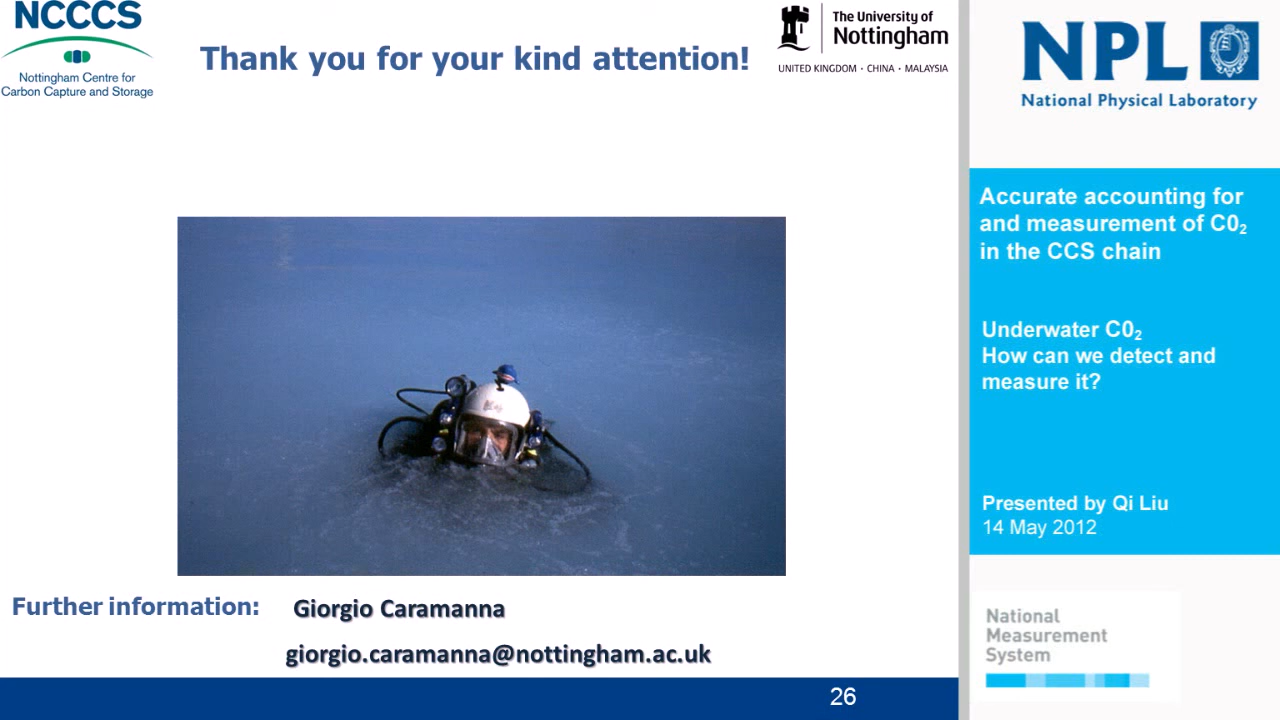 NCCCS
Nottingham Centre for
Carbon Capture and Storage
Thank you for your kind attention!
The University of
Nottingham
UNITED KINGDOM · CHINA · MALAYSIA
Further information:
Giorgio Caramanna
giorgio.caramanna@nottingham.ac.uk
26
NPL
National Physical Laboratory
Accurate accounting for
and measurement of C0₂
in the CCS chain
Underwater C0₂
How can we detect and
measure it?
Presented by Qi Liu
14 May 2012
National
Measurement
System